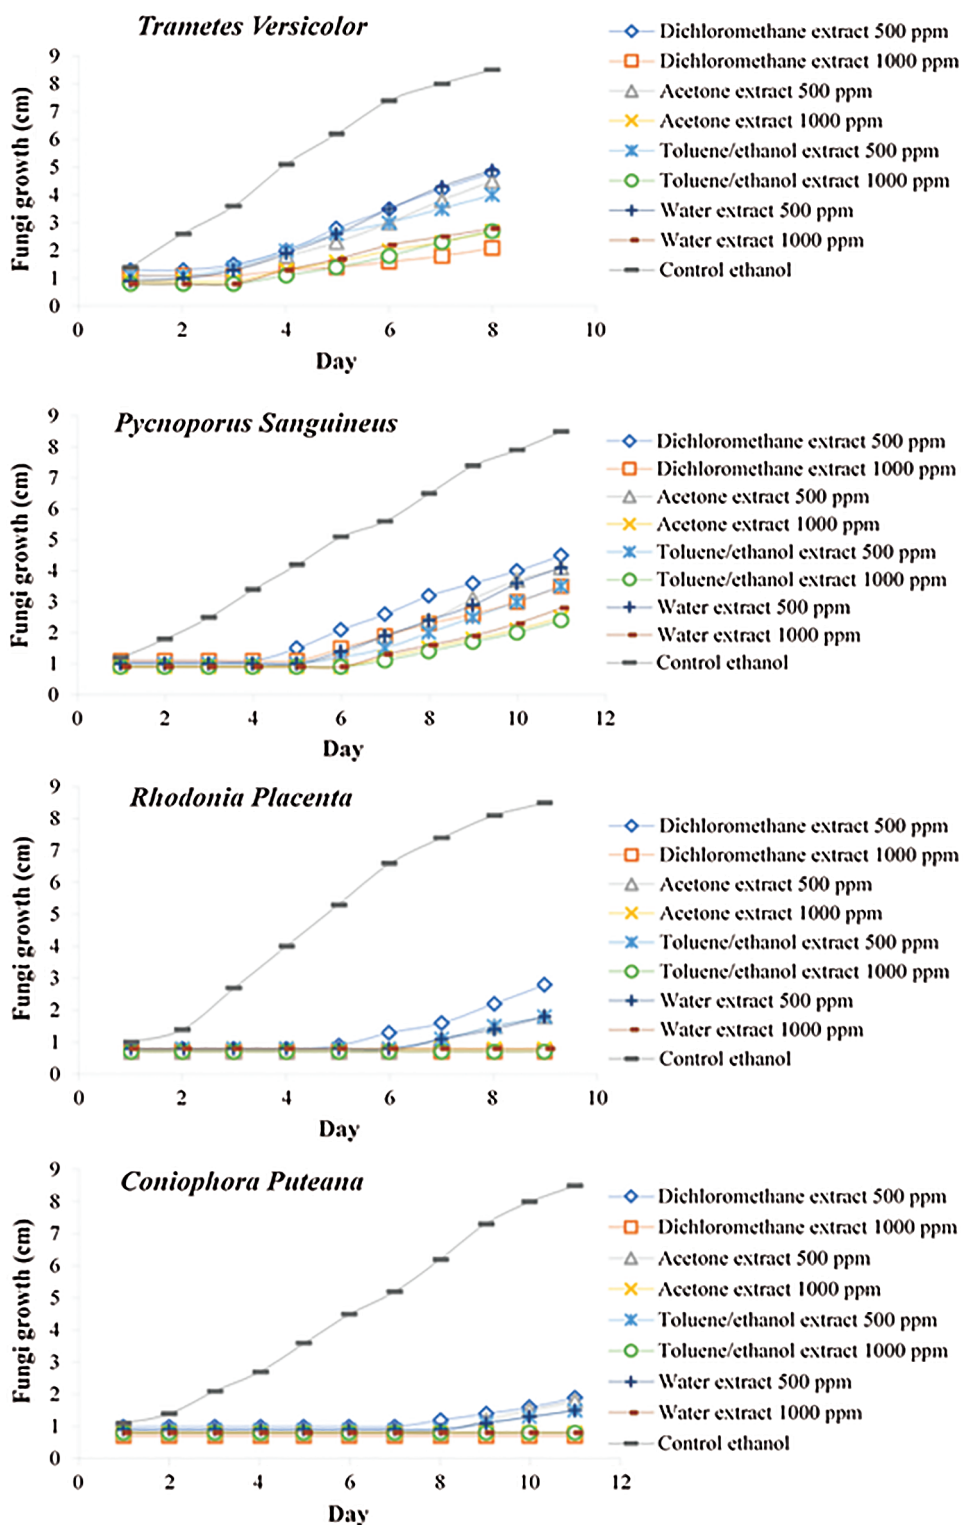 Trametes Versicolor
Fungi growth (cm)
9
8
7
6
5
4
3
2
1
0
0 2 4 6 8 10
Day
Dichloromethane extract 500 ppm
Dichloromethane extract 1000 ppm
Acetone extract 500 ppm
Acetone extract 1000 ppm
Toluene/ethanol extract 500 ppm
Toluene/ethanol extract 1000 ppm
Water extract 500 ppm
Water extract 1000 ppm
Control ethanol
Pycnoporus Sanguineus
Fungi growth (cm)
9
8
7
6
5
4
3
2
1
0
0 2 4 6 8 10 12
Day
Dichloromethane extract 500 ppm
Dichloromethane extract 1000 ppm
Acetone extract 500 ppm
Acetone extract 1000 ppm
Toluene/ethanol extract 500 ppm
Toluene/ethanol extract 1000 ppm
Water extract 500 ppm
Water extract 1000 ppm
Control ethanol
Rhodonia Placenta
Fungi growth (cm)
9
8
7
6
5
4
3
2
1
0
0 2 4 6 8 10
Day
Dichloromethane extract 500 ppm
Dichloromethane extract 1000 ppm
Acetone extract 500 ppm
Acetone extract 1000 ppm
Toluene/ethanol extract 500 ppm
Toluene/ethanol extract 1000 ppm
Water extract 500 ppm
Water extract 1000 ppm
Control ethanol
Coniophora Puteana
Fungi growth (cm)
9
8
7
6
5
4
3
2
1
0
0 2 4 6 8 10 12
Day
Dichloromethane extract 500 ppm
Dichloromethane extract 1000 ppm
Acetone extract 500 ppm
Acetone extract 1000 ppm
Toluene/ethanol extract 500 ppm
Toluene/ethanol extract 1000 ppm
Water extract 500 ppm
Water extract 1000 ppm
Control ethanol